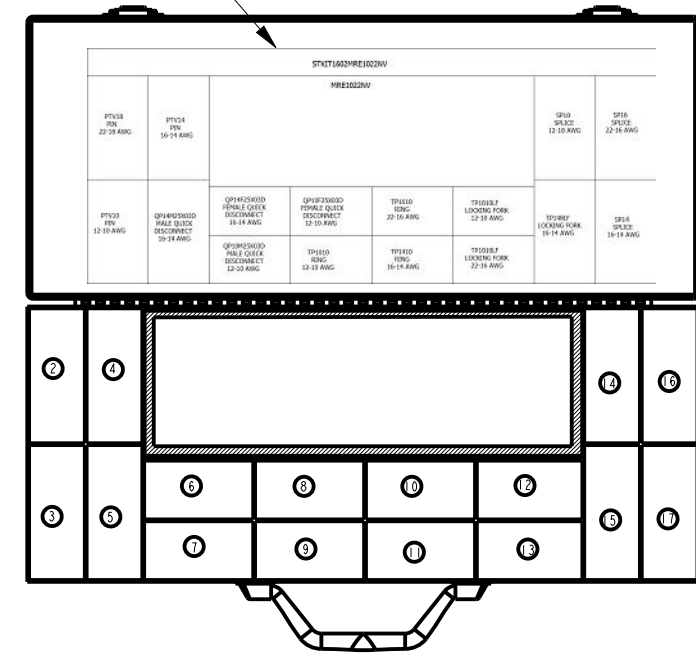 STKIT1602MRE1022NV
MRE1022NV
PTV18
PIN
22-18 AWG
PTV14
PIN
16-14 AWG
SP10
SPLICE
12-10 AWG
SP16
SPLICE
22-16 AWG
PTV10
PIN
12-10 AWG
QP14M25X03D
MALE QUICK
DISCONNECT
16-14 AWG
QP14F25X03D
FEMALE QUICK
DISCONNECT
16-14 AWG
QP10F25X03D
FEMALE QUICK
DISCONNECT
12-10 AWG
TP1610
RING
22-16 AWG
TP1010LF
LOCKING FORK
12-10 AWG
TP148LF
LOCKING FORK
16-14 AWG
SP14
SPLICE
16-14 AWG
QP10M25X03D
MALE QUICK
DISCONNECT
12-10 AWG
TP1010
RING
12-10 AWG
TP1410
RING
16-14 AWG
LOCKING FORK
22-16 AWG
2
4
14
16
6
8
10
12
3
5
15
17
7
9
11
13